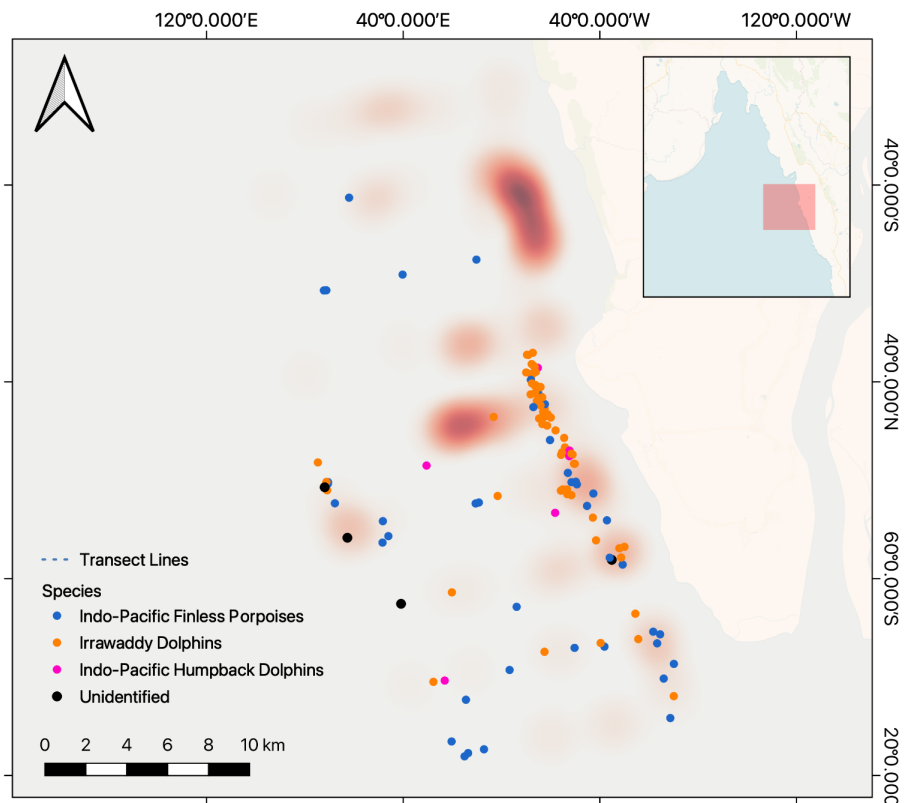 120°0.000'E 40°0.000'E 40°0.000'W 120°0.000'W
40°0.000'S
40°0.000'N
60°0.000'S
20°0.000
Transect Lines
Species
Indo-Pacific Finless Porpoises
Irrawaddy Dolphins
Indo-Pacific Humpback Dolphins
Unidentified
0 2 4 6 8 10 km